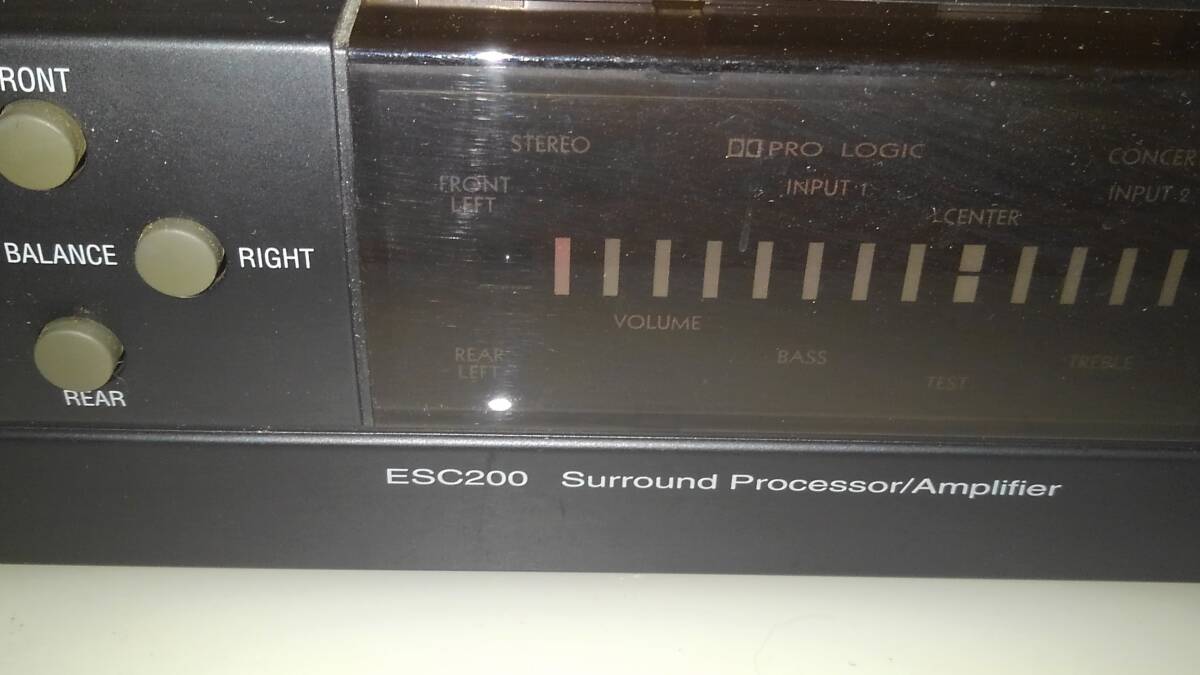 RONT
STEREO
PRO LOGIC
CONCER
FRONT
LEFT
INPUT 1
INPUT 2
CENTER
BALANCE
RIGHT
VOLUME
REAR
LEFT
BASS
TREBLE
TEST
REAR
ESC200 Surround Processor/Amplifier